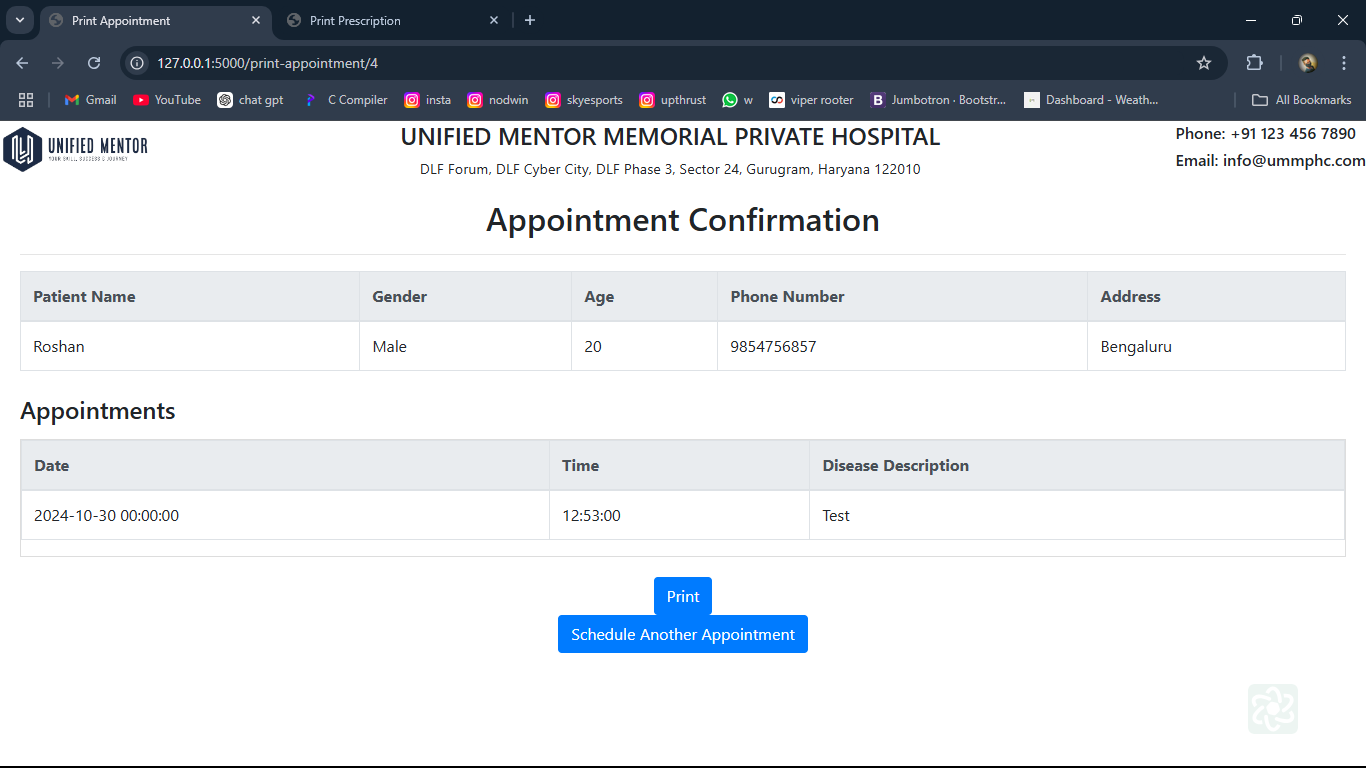 Print Appointment
Print Prescription
127.0.0.1:5000/print-appointment/4
Gmail YouTube chat gpt C Compiler insta nodwin skyesports upthrust w viper rooter B Jumbotron · Bootstr... Dashboard - Weath... All Bookmarks
UNIFIED MENTOR
YOUR SKILL, SUCCESS & JOURNEY
UNIFIED MENTOR MEMORIAL PRIVATE HOSPITAL
DLF Forum, DLF Cyber City, DLF Phase 3, Sector 24, Gurugram, Haryana 122010
Phone: +91 123 456 7890
Email: info@ummphc.com
Appointment Confirmation
Patient Name Gender Age Phone Number Address
Roshan Male 20 9854756857 Bengaluru
Appointments
Date Time Disease Description
2024-10-30 00:00:00 12:53:00 Test
Print
Schedule Another Appointment